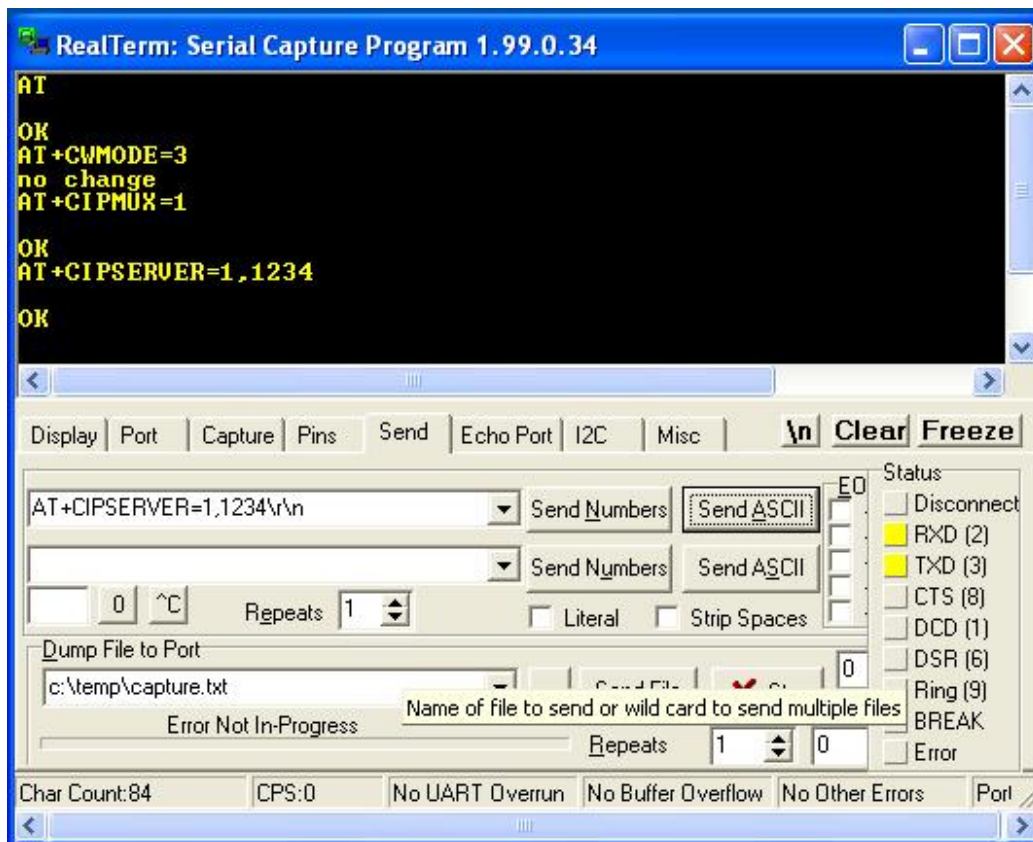 RealTerm: Serial Capture Program 1.99.0.34
AT
OK
AT+CWMODE=3
no change
AT+CIPMUX=1
OK
AT+CIPSERVER=1,1234
OK
Display Port Capture Pins Send Echo Port I2C Misc \n Clear Freeze
AT+CIPSERVER=1,1234\r\n Send Numbers Send ASCII EO
Send Numbers Send ASCII
0 ^C Repeats 1 Literal Strip Spaces
Dump File to Port
c:\temp\capture.txt 0
Name of file to send or wild card to send multiple files
Error Not In-Progress
Repeats 1 0
Status
Disconnect
RXD (2)
TXD (3)
CTS (8)
DCD (1)
DSR (6)
Ring (9)
BREAK
Error
Char Count:84 CPS:0 No UART Overrun No Buffer Overflow No Other Errors Port